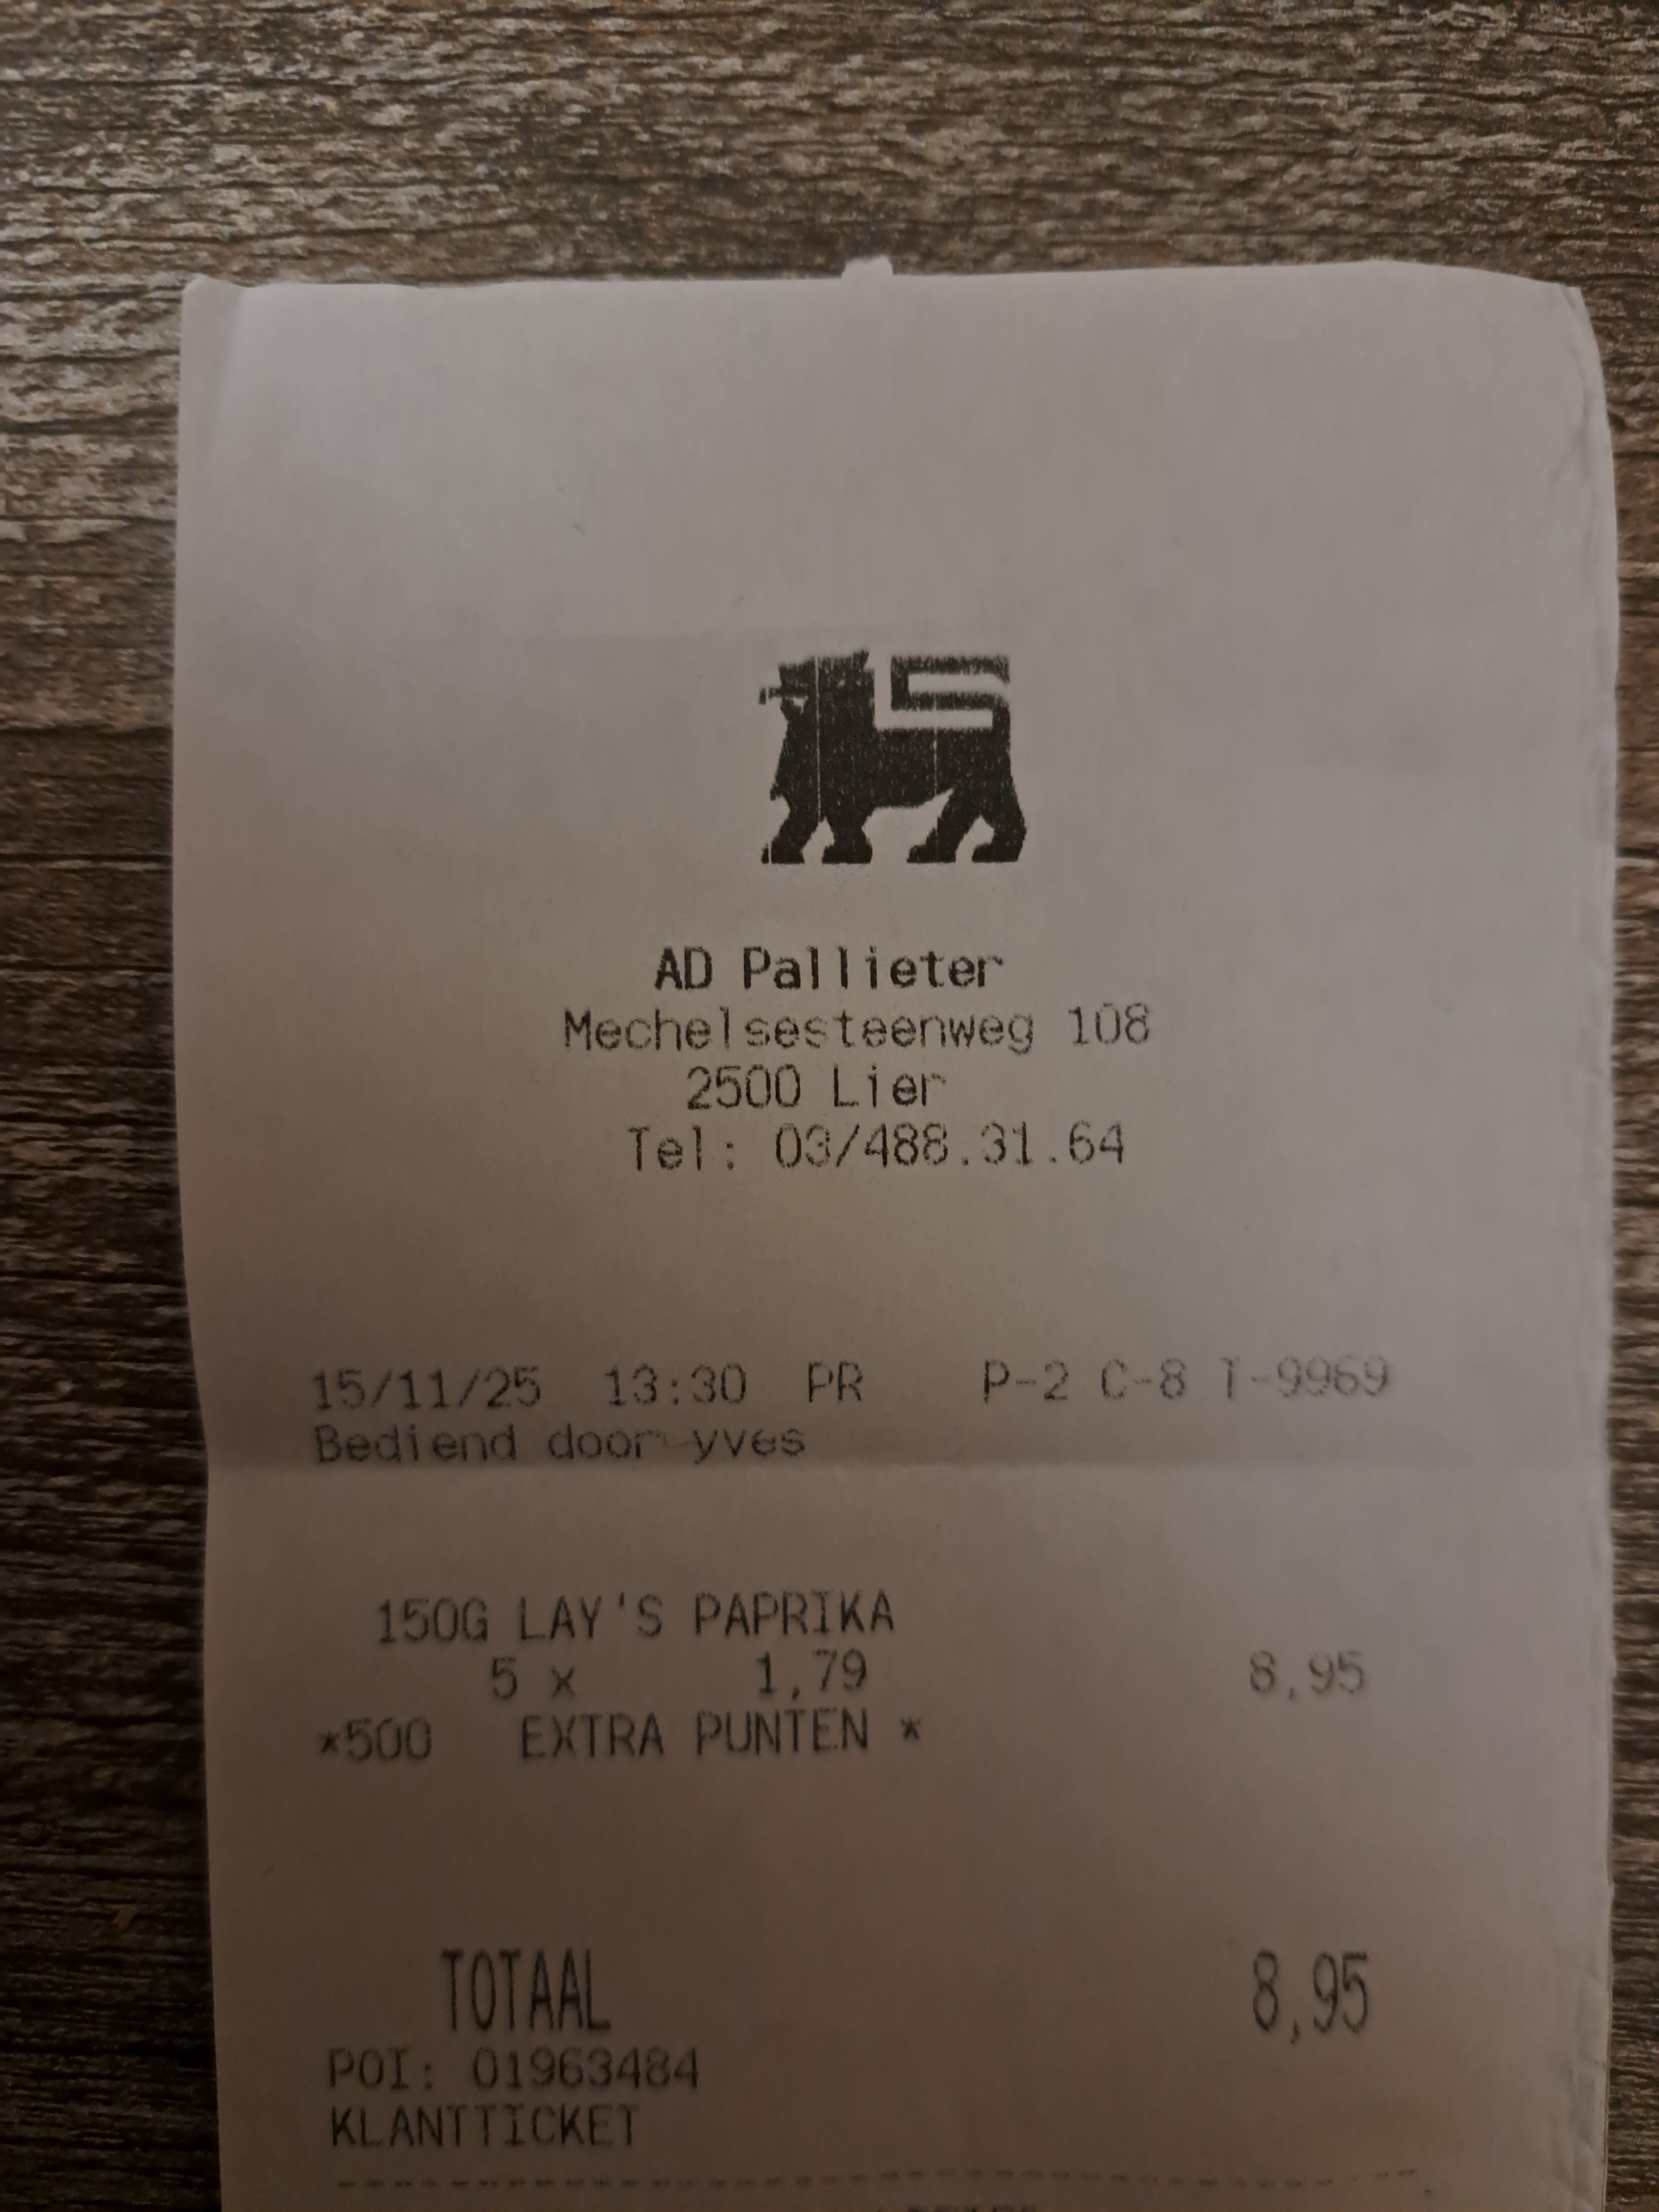 AD Pallieter
Mechelsesteenweg 108
2500 Lier
Tel: 03/488.31.64
15/11/25 13:30 PR P-2 C-8 T-9969
Bediend door yves
150G LAY'S PAPRIKA
5 x 1,79 8,95
*500 EXTRA PUNTEN *
TOTAAL 8,95
POI: 01963484
KLANTTICKET